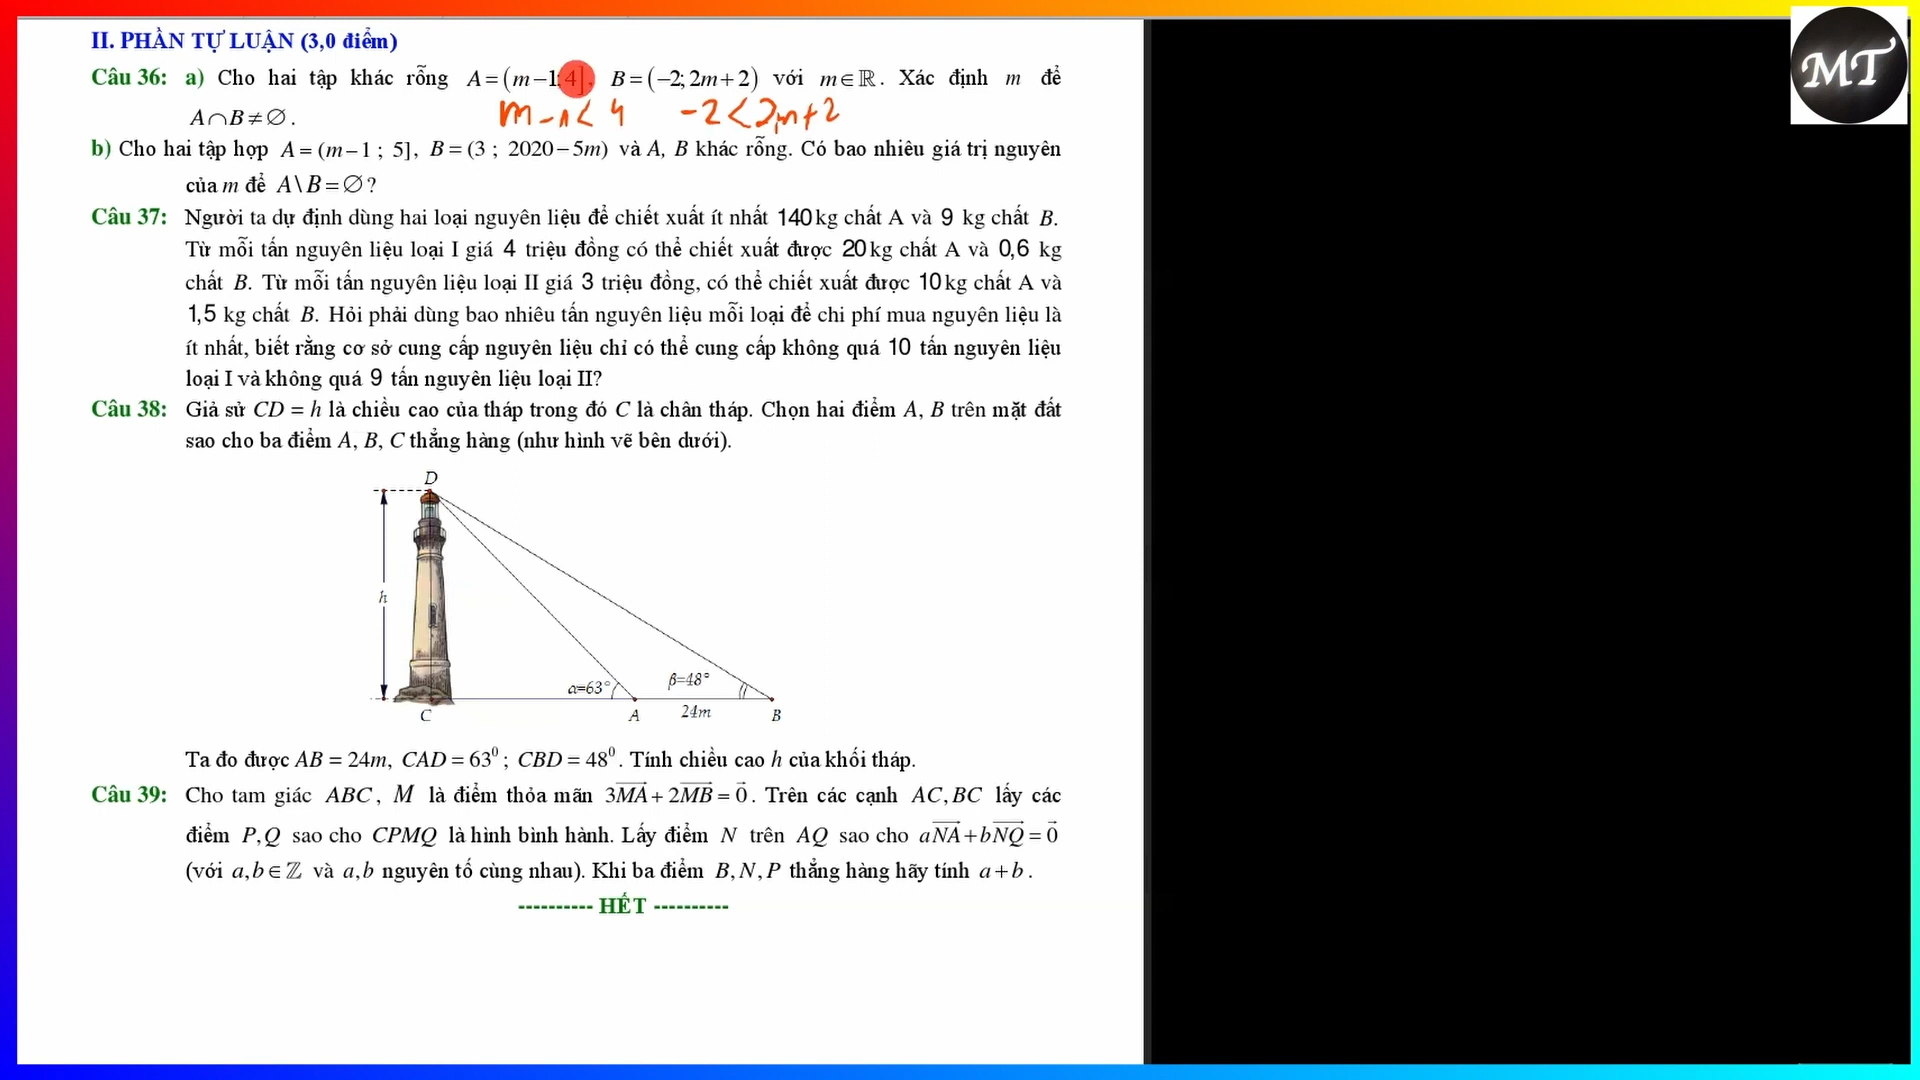 MT
II. PHẦN TỰ LUẬN (3,0 điểm)
Câu 36: a) Cho hai tập khác rỗng A = (m−1;4], B = (−2; 2m+2) với m∈ℝ. Xác định m để
m−1<4 −2<2m+2
A∩B≠∅.
b) Cho hai tập hợp A = (m−1 ; 5], B = (3 ; 2020−5m) và A, B khác rỗng. Có bao nhiêu giá trị nguyên
của m để A\B=∅?
Câu 37: Người ta dự định dùng hai loại nguyên liệu để chiết xuất ít nhất 140kg chất A và 9 kg chất B.
Từ mỗi tấn nguyên liệu loại I giá 4 triệu đồng có thể chiết xuất được 20kg chất A và 0,6 kg
chất B. Từ mỗi tấn nguyên liệu loại II giá 3 triệu đồng, có thể chiết xuất được 10kg chất A và
1,5 kg chất B. Hỏi phải dùng bao nhiêu tấn nguyên liệu mỗi loại để chi phí mua nguyên liệu là
ít nhất, biết rằng cơ sở cung cấp nguyên liệu chỉ có thể cung cấp không quá 10 tấn nguyên liệu
loại I và không quá 9 tấn nguyên liệu loại II?
Câu 38: Giả sử CD = h là chiều cao của tháp trong đó C là chân tháp. Chọn hai điểm A, B trên mặt đất
sao cho ba điểm A, B, C thẳng hàng (như hình vẽ bên dưới).
D
h
α=63° β=48°
C A 24m B
Ta đo được AB = 24m, CAD = 63⁰; CBD = 48⁰. Tính chiều cao h của khối tháp.
Câu 39: Cho tam giác ABC, M là điểm thỏa mãn 3MA⃗ + 2MB⃗ = 0⃗. Trên các cạnh AC, BC lấy các
điểm P,Q sao cho CPMQ là hình bình hành. Lấy điểm N trên AQ sao cho aNA⃗ + bNQ⃗ = 0⃗
(với a,b∈ℤ và a,b nguyên tố cùng nhau). Khi ba điểm B, N, P thẳng hàng hãy tính a+b.
---------- HẾT ----------